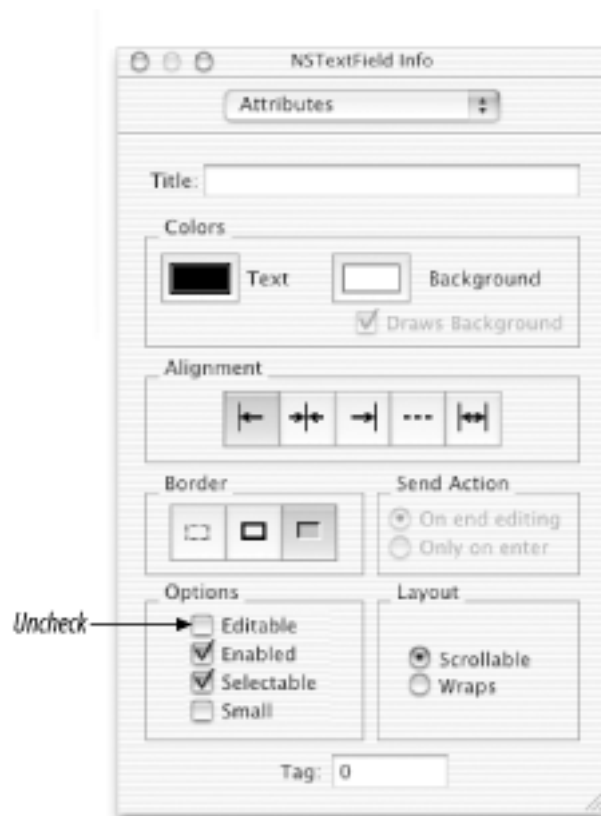 NSTextField Info
Attributes
Title:
Colors
Text Background
Draws Background
Alignment
Border Send Action
On end editing
Only on enter
Options Layout
Uncheck Editable
Enabled
Selectable
Small
Scrollable
Wraps
Tag: 0